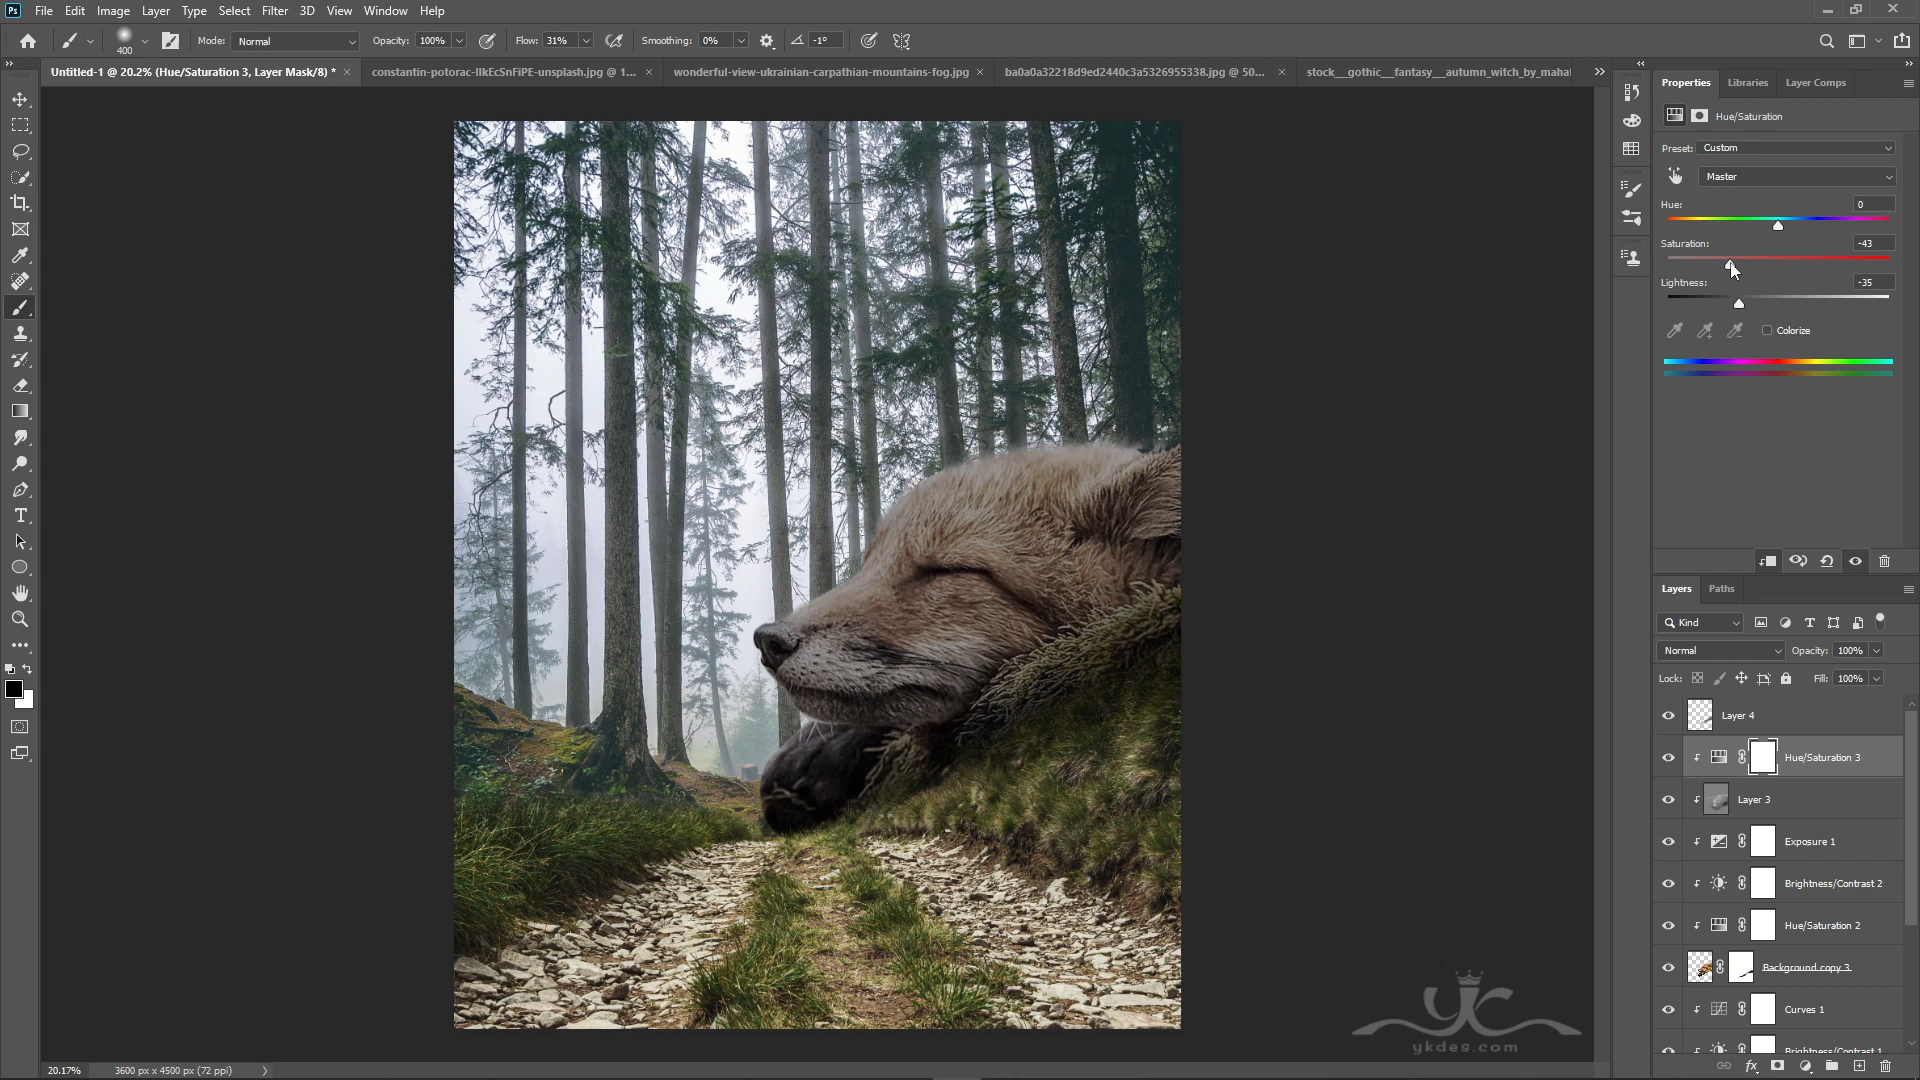 Ps File Edit Image Layer Type Select Filter 3D View Window Help
400 Mode: Normal Opacity: 100% Flow: 31% Smoothing: 0% -1°
Untitled-1 @ 20.2% (Hue/Saturation 3, Layer Mask/8) * × constantin-potorac-IlkEcSnFiPE-unsplash.jpg @ 1... × wonderful-view-ukrainian-carpathian-mountains-fog.jpg × ba0a0a32218d9ed2440c3a5326955338.jpg @ 50... × stock__gothic__fantasy__autumn_witch_by_mahaf
Properties Libraries Layer Comps
Hue/Saturation
Preset: Custom
Master
Hue: 0
Saturation: -43
Lightness: -35
Colorize
Layers Paths
Kind
Normal Opacity: 100%
Lock: Fill: 100%
Layer 4
Hue/Saturation 3
Layer 3
Exposure 1
Brightness/Contrast 2
Hue/Saturation 2
Background copy 3
Curves 1
Brightness/Contrast 1
yc
ykdes.com
20.17% 3600 px x 4500 px (72 ppi)